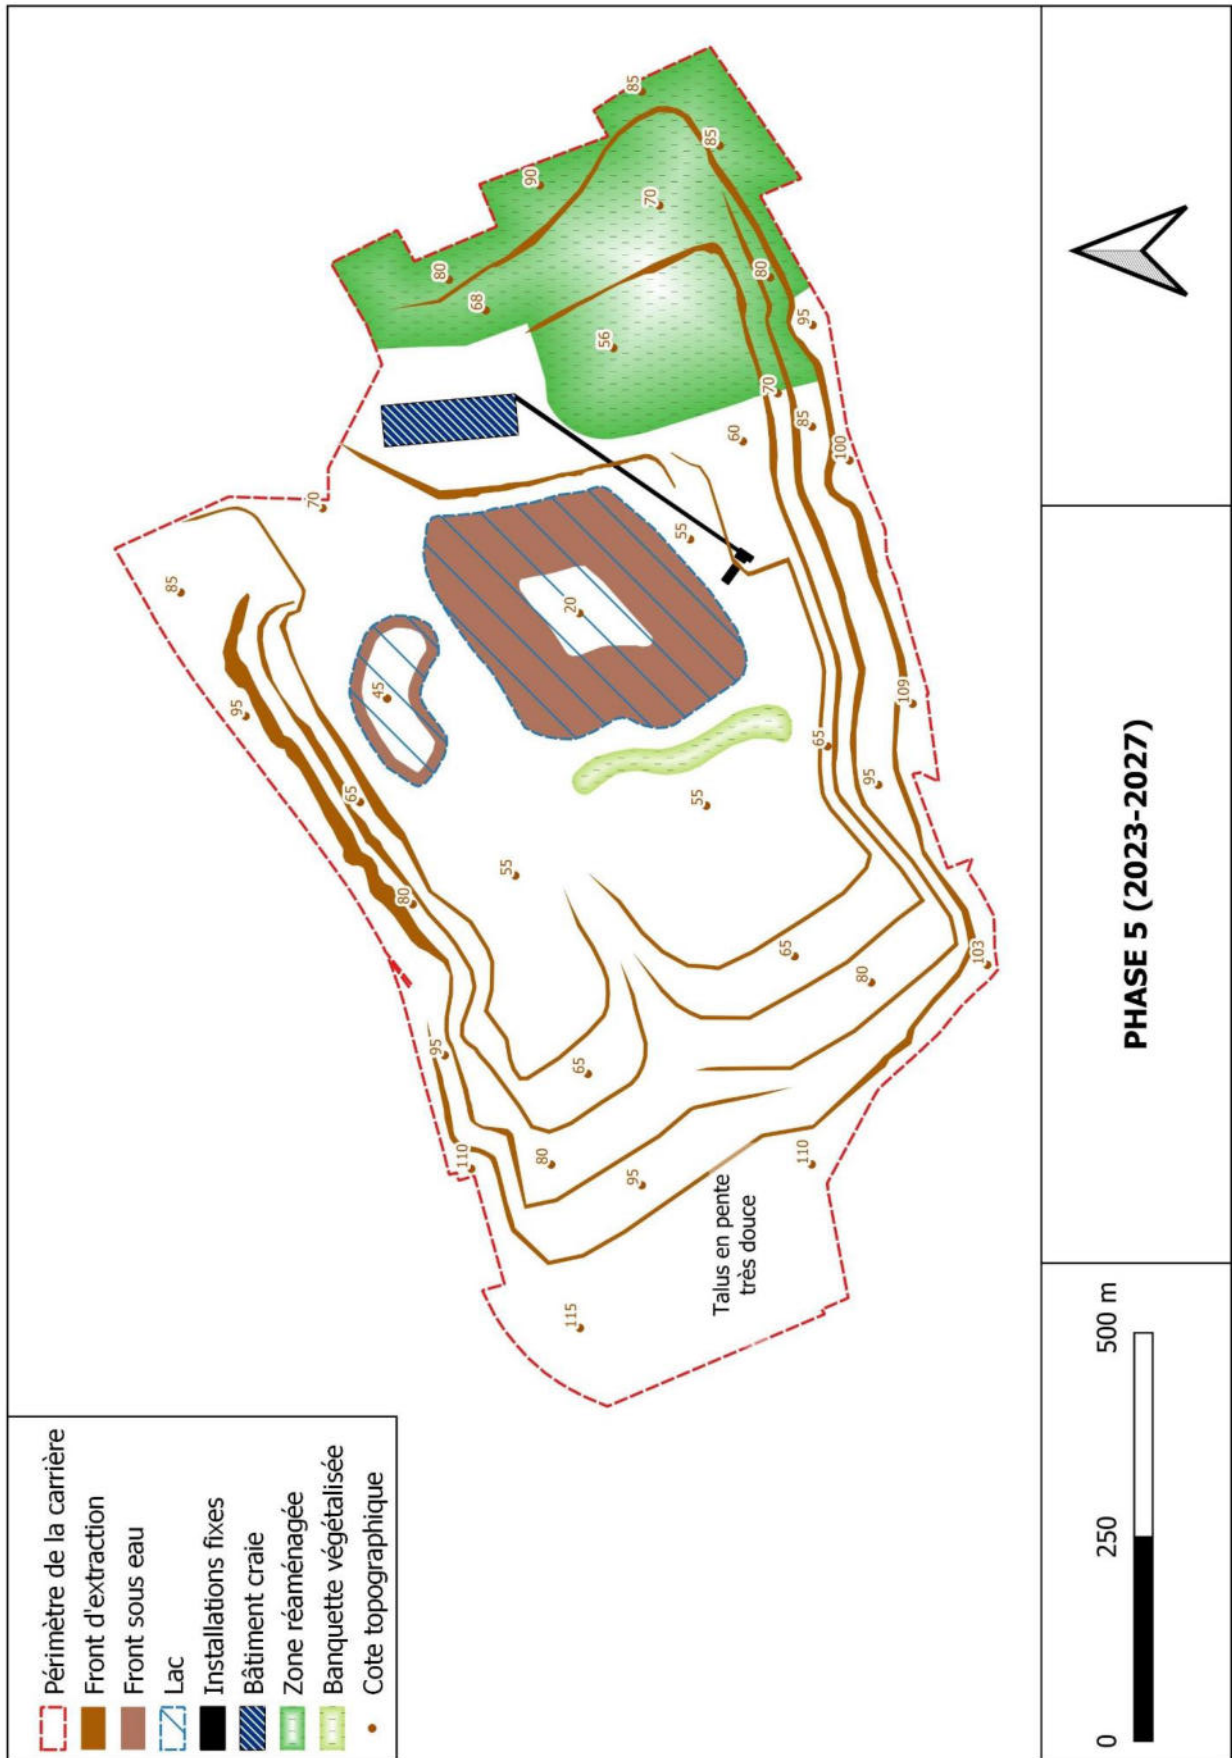 Périmètre de la carrière
Front d'extraction
Front sous eau
Lac
Installations fixes
Bâtiment craie
Zone réaménagée
Banquette végétalisée
Cote topographique
85
95
70
65
45
80
95
80
110
68
55
90
80
20
115
65
56
95
85
70
55
55
85
Talus en pente
très douce
60
80
70
65
110
85
95
65
100
80
95
109
103
0 250 500 m
PHASE 5 (2023-2027)